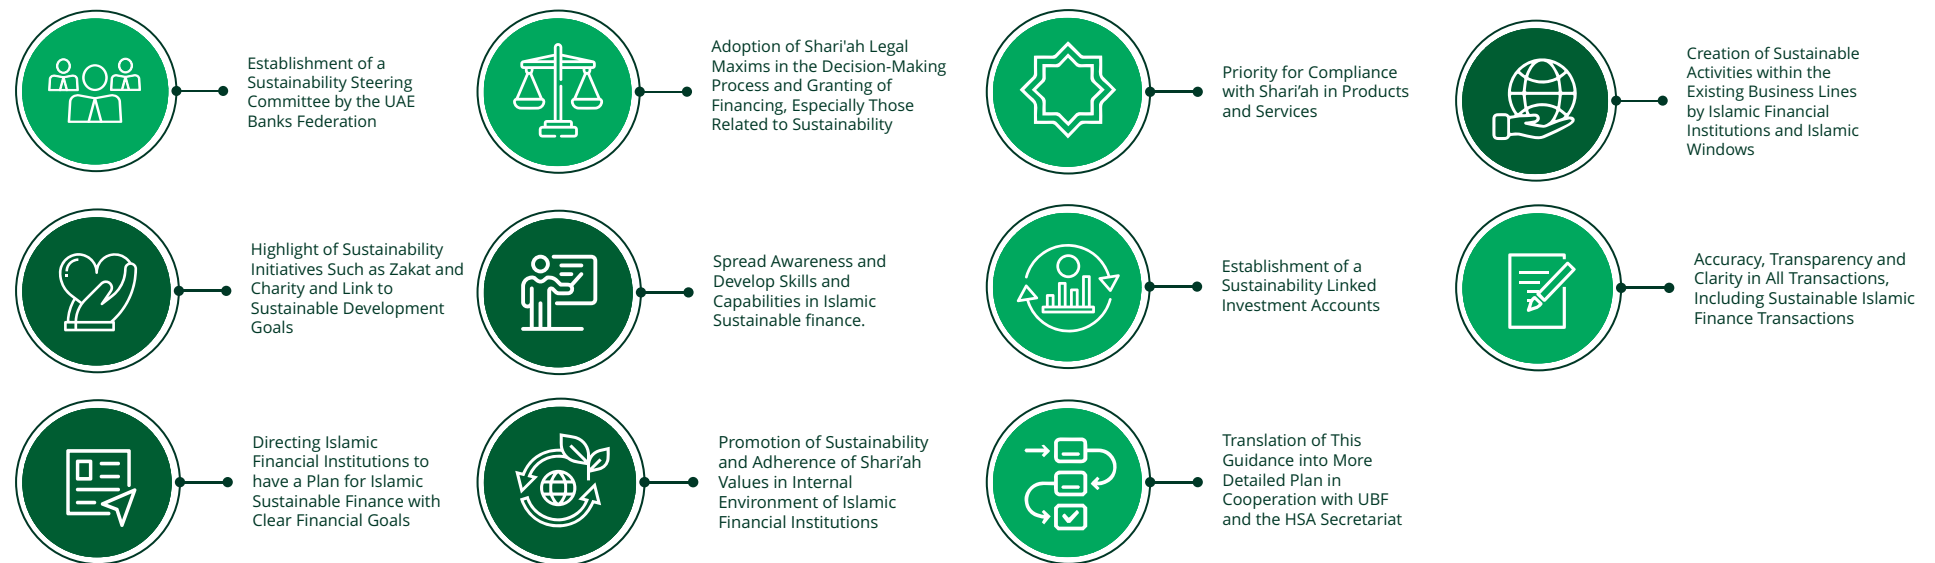 Establishment of a
Sustainability Steering
Committee by the UAE
Banks Federation
Adoption of Shari'ah Legal
Maxims in the Decision-Making
Process and Granting of
Financing, Especially Those
Related to Sustainability
Priority for Compliance
with Shari’ah in Products
and Services
Creation of Sustainable
Activities within the
Existing Business Lines
by Islamic Financial
Institutions and Islamic
Windows
Highlight of Sustainability
Initiatives Such as Zakat and
Charity and Link to
Sustainable Development
Goals
Spread Awareness and
Develop Skills and
Capabilities in Islamic
Sustainable finance.
Establishment of a
Sustainability Linked
Investment Accounts
Accuracy, Transparency and
Clarity in All Transactions,
Including Sustainable Islamic
Finance Transactions
Directing Islamic
Financial Institutions to
have a Plan for Islamic
Sustainable Finance with
Clear Financial Goals
Promotion of Sustainability
and Adherence of Shari’ah
Values in Internal
Environment of Islamic
Financial Institutions
Translation of This
Guidance into More
Detailed Plan in
Cooperation with UBF
and the HSA Secretariat